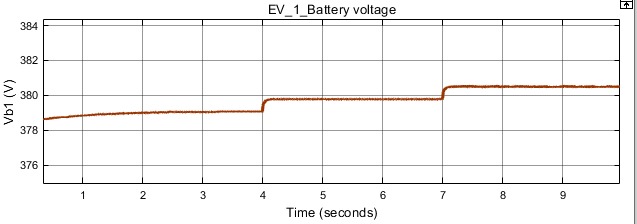 EV_1_Battery voltage
384
382
380
378
376
Vb1 (V)
1 2 3 4 5 6 7 8 9
Time (seconds)